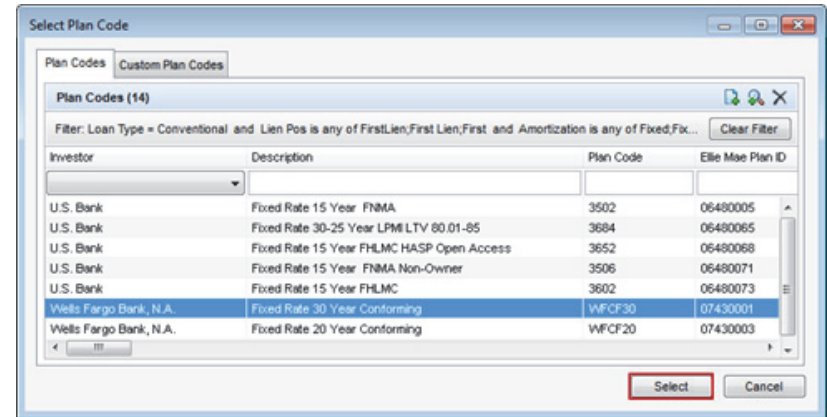 Select Plan Code
Plan Codes Custom Plan Codes
Plan Codes (14)
Filter: Loan Type = Conventional and Lien Pos is any of FirstLien;First Lien;First and Amortization is any of Fixed;Fix... Clear Filter
Investor Description Plan Code Ellie Mae Plan ID
U.S. Bank Fixed Rate 15 Year FNMA 3502 06480005
U.S. Bank Fixed Rate 30-25 Year LPMI LTV 80.01-85 3684 06480065
U.S. Bank Fixed Rate 15 Year FHLMC HASP Open Access 3652 06480068
U.S. Bank Fixed Rate 15 Year FNMA Non-Owner 3506 06480071
U.S. Bank Fixed Rate 15 Year FHLMC 3602 06480073
Wells Fargo Bank, N.A. Fixed Rate 30 Year Conforming WFCF30 07430001
Wells Fargo Bank, N.A. Fixed Rate 20 Year Conforming WFCF20 07430003
Select Cancel